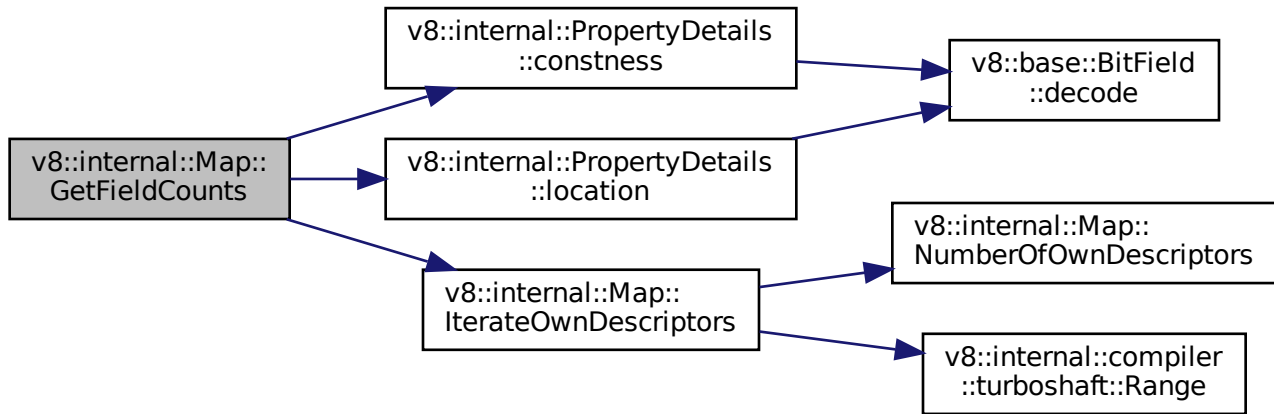 v8::internal::Map::
GetFieldCounts
v8::internal::PropertyDetails
::constness
v8::internal::PropertyDetails
::location
v8::internal::Map::
IterateOwnDescriptors
v8::base::BitField
::decode
v8::internal::Map::
NumberOfOwnDescriptors
v8::internal::compiler
::turboshaft::Range